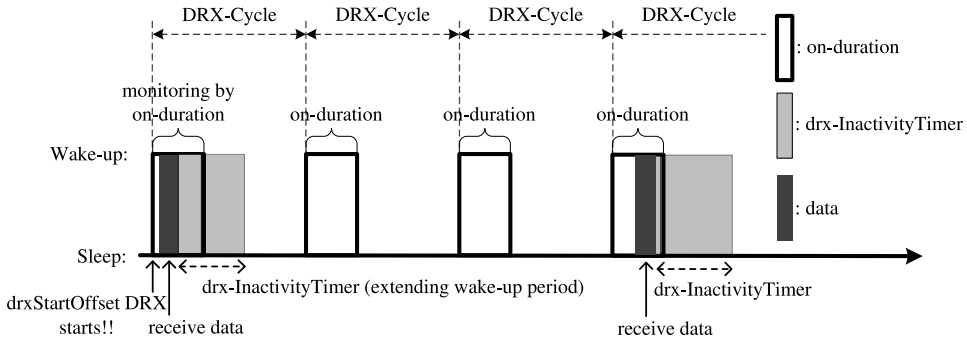 DRX-Cycle DRX-Cycle DRX-Cycle DRX-Cycle
: on-duration
monitoring by
on-duration on-duration on-duration on-duration
: drx-InactivityTimer
Wake-up:
: data
Sleep:
drx-InactivityTimer (extending wake-up period) drx-InactivityTimer
drxStartOffset DRX
starts!! receive data receive data